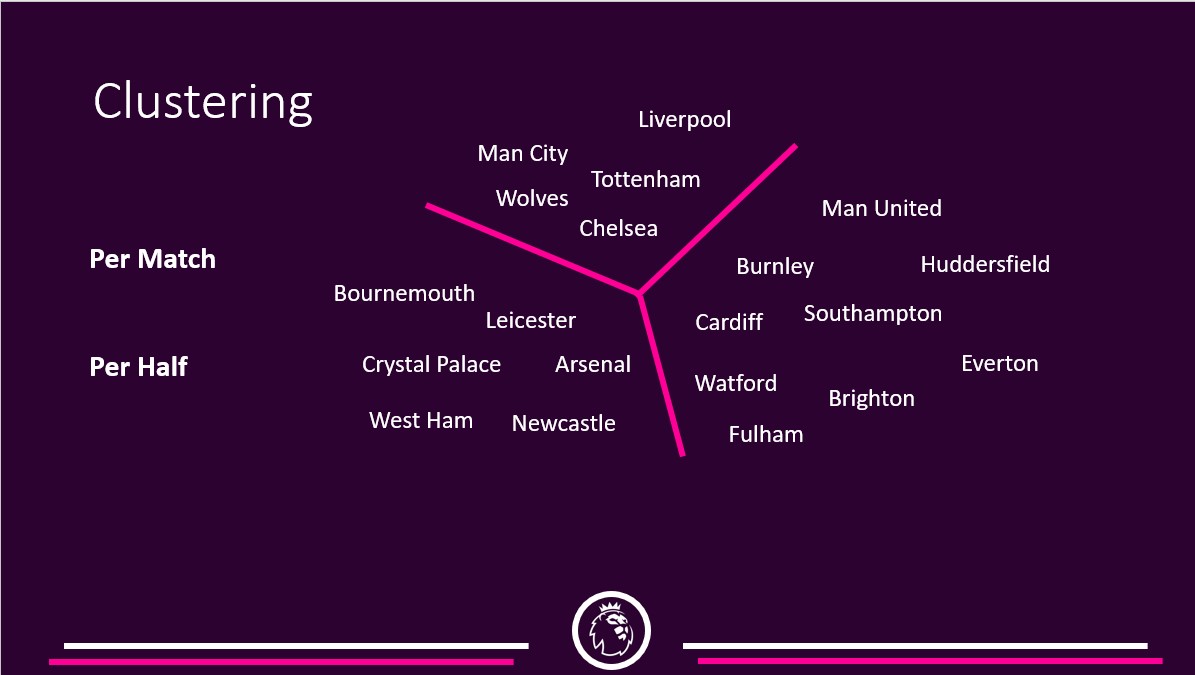 Clustering
Liverpool
Man City
Tottenham
Wolves
Chelsea
Man United
Burnley
Huddersfield
Cardiff
Southampton
Everton
Watford
Brighton
Fulham
Per Match
Per Half
Bournemouth
Leicester
Crystal Palace
Arsenal
West Ham
Newcastle